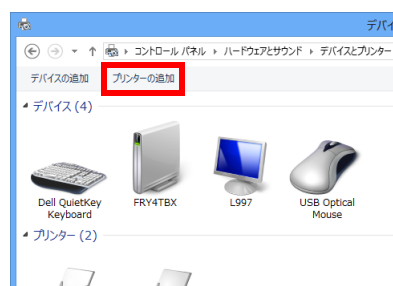 デバイ
コントロール パネル ▸ ハードウェアとサウンド ▸ デバイスとプリンター
デバイスの追加 プリンターの追加
デバイス (4)
Dell QuietKey Keyboard
FRY4TBX
L997
USB Optical Mouse
プリンター (2)